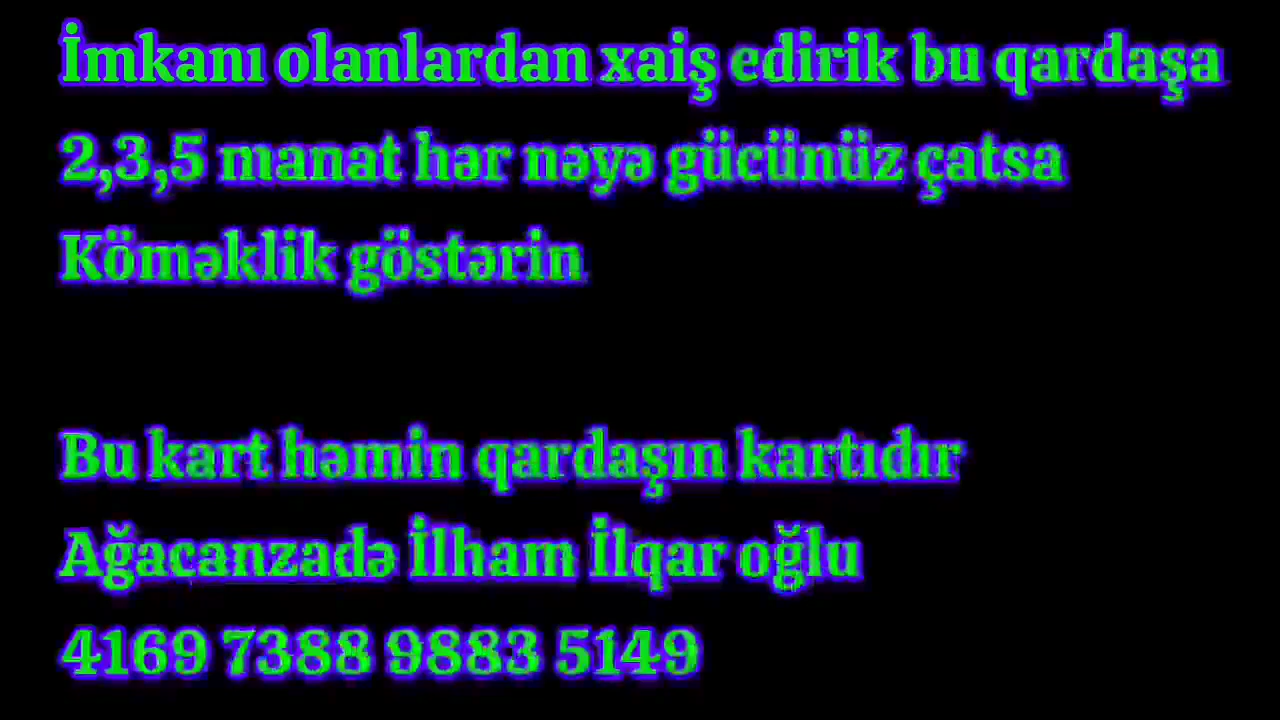 İmkanı olanlardan xaiş edirik bu qardaşa
2,3,5 manat hər nəyə gücünüz çatsa
Köməklik göstərin
Bu kart həmin qardaşın kartıdır
Ağacanzadə İlham İlqar oğlu
4169 7388 9883 5149